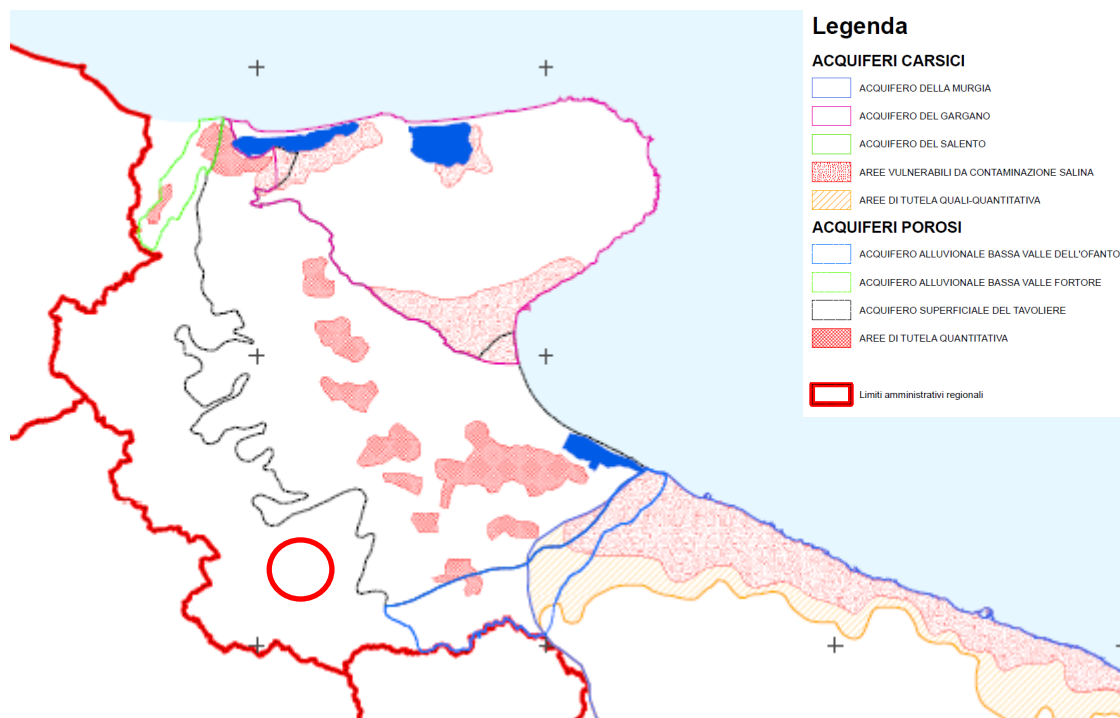 Legenda
ACQUIFERI CARSICI
ACQUIFERO DELLA MURGIA
ACQUIFERO DEL GARGANO
ACQUIFERO DEL SALENTO
AREE VULNERABILI DA CONTAMINAZIONE SALINA
AREE DI TUTELA QUALI-QUANTITATIVA
ACQUIFERI POROSI
ACQUIFERO ALLUVIONALE BASSA VALLE DELL'OFANTO
ACQUIFERO ALLUVIONALE BASSA VALLE FORTORE
ACQUIFERO SUPERFICIALE DEL TAVOLIERE
AREE DI TUTELA QUANTITATIVA
Limiti amministrativi regionali